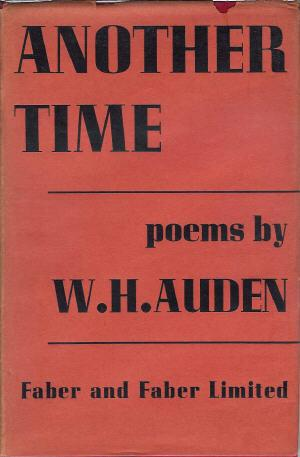 ANOTHER
TIME
poems by
W.H.AUDEN
Faber and Faber Limited